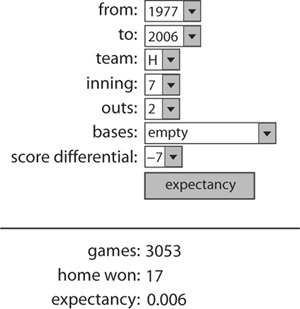 from: 1977
to: 2006
team: H
inning: 7
outs: 2
bases: empty
score differential: −7
expectancy
games: 3053
home won: 17
expectancy: 0.006